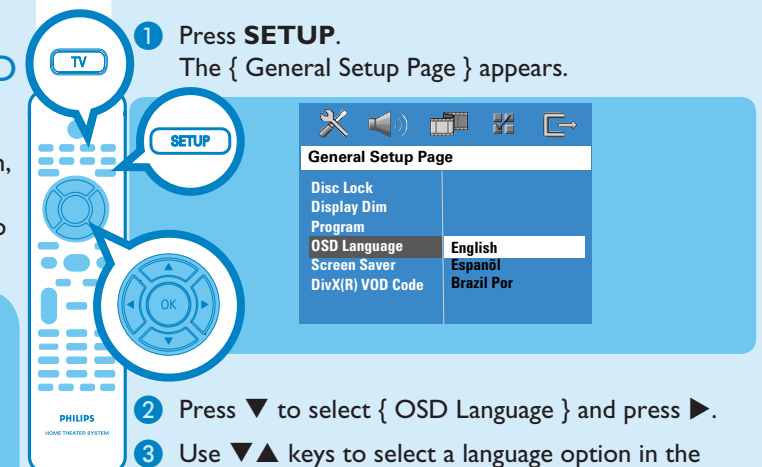 1 Press SETUP.
The { General Setup Page } appears.
TV
SETUP
General Setup Page
Disc Lock
Display Dim
Program
OSD Language English
Screen Saver Espanõl
DivX(R) VOD Code Brazil Por
OK
PHILIPS
HOME THEATER SYSTEM
2 Press ▼ to select { OSD Language } and press ▶.
3 Use ▼▲ keys to select a language option in the